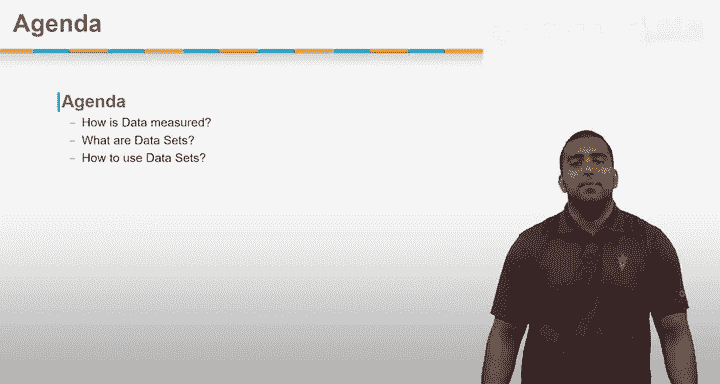 Agenda
Agenda
– How is Data measured?
– What are Data Sets?
– How to use Data Sets?